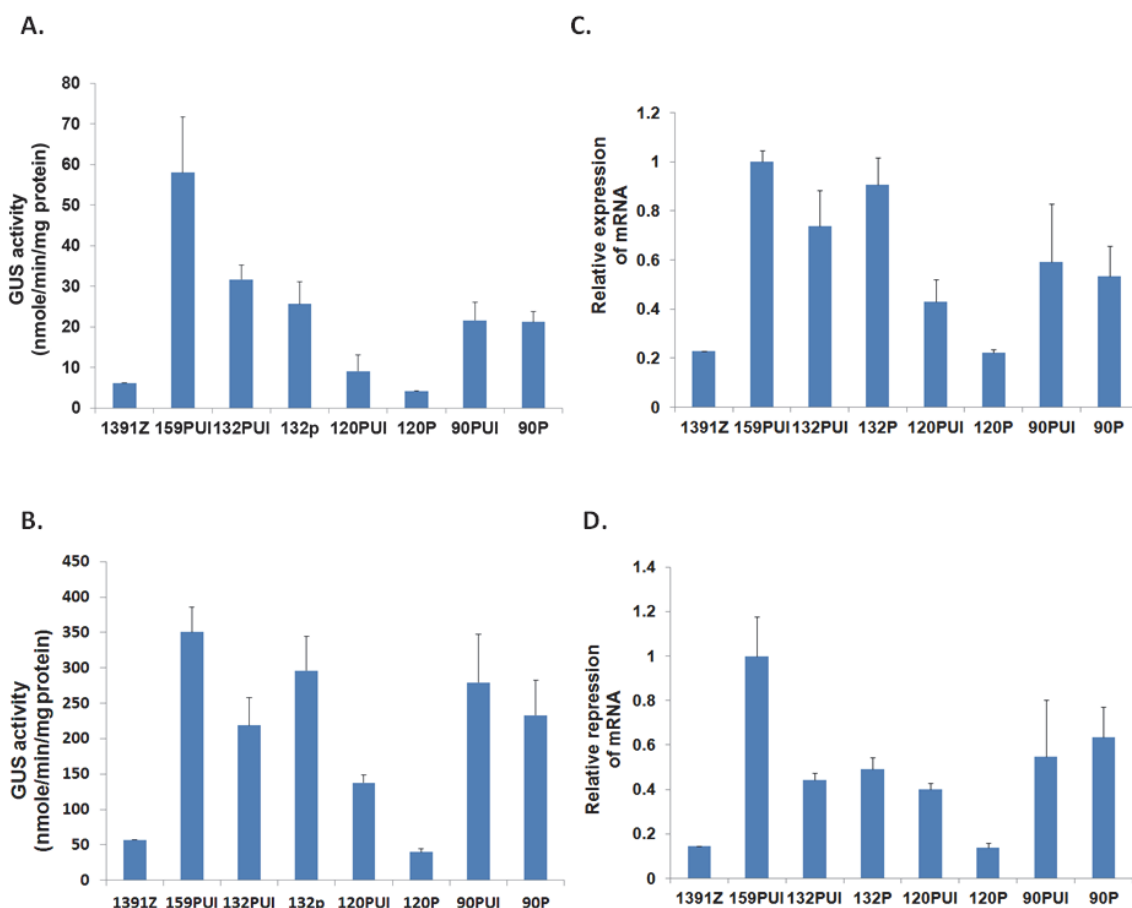 A.
GUS activity
(nmole/min/mg protein)
80
70
60
50
40
30
20
10
0
1391Z 159PUI 132PUI 132p 120PUI 120P 90PUI 90P
C.
Relative expression
of mRNA
1.2
1
0.8
0.6
0.4
0.2
0
1391Z 159PUI 132PUI 132P 120PUI 120P 90PUI 90P
B.
GUS activity
(nmole/min/mg protein)
450
400
350
300
250
200
150
100
50
0
1391Z 159PUI 132PUI 132p 120PUI 120P 90PUI 90P
D.
Relative repression
of mRNA
1.4
1.2
1
0.8
0.6
0.4
0.2
0
1391Z 159PUI 132PUI 132P 120PUI 120P 90PUI 90P